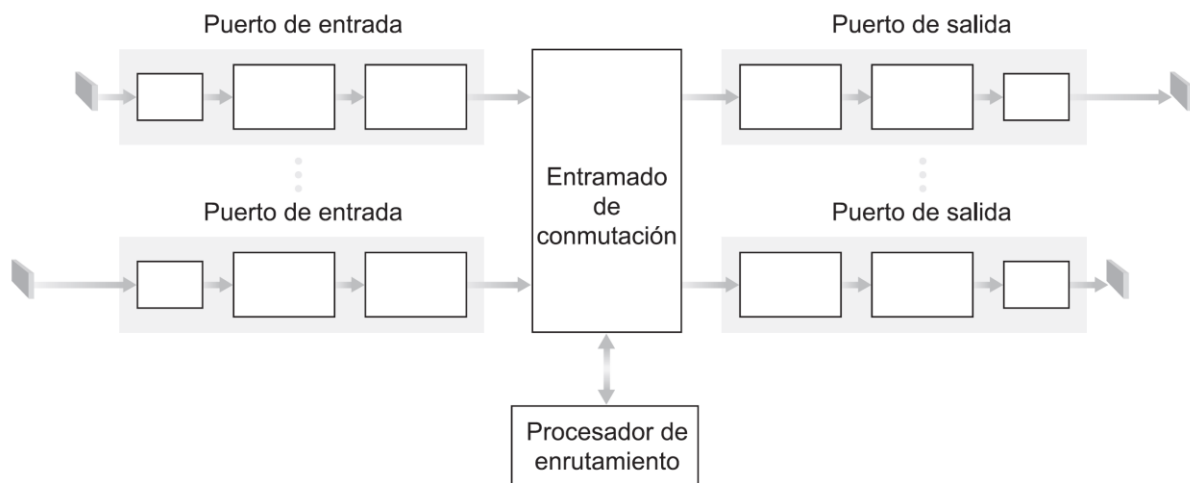 Puerto de entrada
Puerto de salida
Puerto de entrada
Puerto de salida
Entramado
de
conmutación
Procesador de
enrutamiento